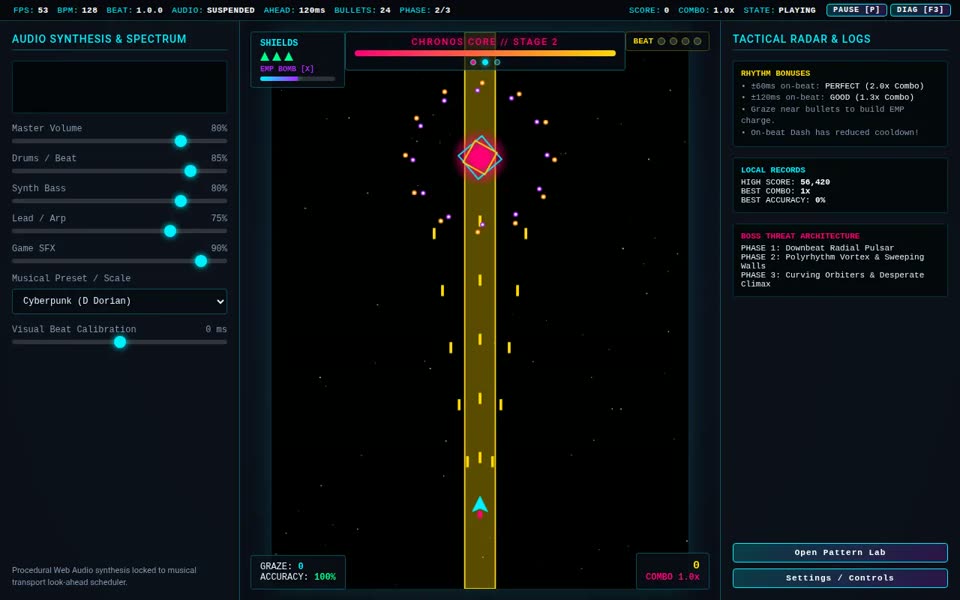 FPS: 53 BPM: 128 BEAT: 1.0.0 AUDIO: SUSPENDED AHEAD: 120ms BULLETS: 24 PHASE: 2/3 SCORE: 0 COMBO: 1.0x STATE: PLAYING PAUSE [P] DIAG [F3]
AUDIO SYNTHESIS & SPECTRUM
Master Volume 80%
Drums / Beat 85%
Synth Bass 80%
Lead / Arp 75%
Game SFX 90%
Musical Preset / Scale
Cyberpunk (D Dorian)
Visual Beat Calibration 0 ms
Procedural Web Audio synthesis locked to musical
transport look-ahead scheduler.
SHIELDS
EMP BOMB [X]
CHRONOS CORE // STAGE 2
BEAT
GRAZE: 0
ACCURACY: 100%
0
COMBO 1.0x
TACTICAL RADAR & LOGS
RHYTHM BONUSES
• ±60ms on-beat: PERFECT (2.0x Combo)
• ±120ms on-beat: GOOD (1.3x Combo)
• Graze near bullets to build EMP
charge.
• On-beat Dash has reduced cooldown!
LOCAL RECORDS
HIGH SCORE: 56,420
BEST COMBO: 1x
BEST ACCURACY: 0%
BOSS THREAT ARCHITECTURE
PHASE 1: Downbeat Radial Pulsar
PHASE 2: Polyrhythm Vortex & Sweeping
Walls
PHASE 3: Curving Orbiters & Desperate
Climax
Open Pattern Lab
Settings / Controls